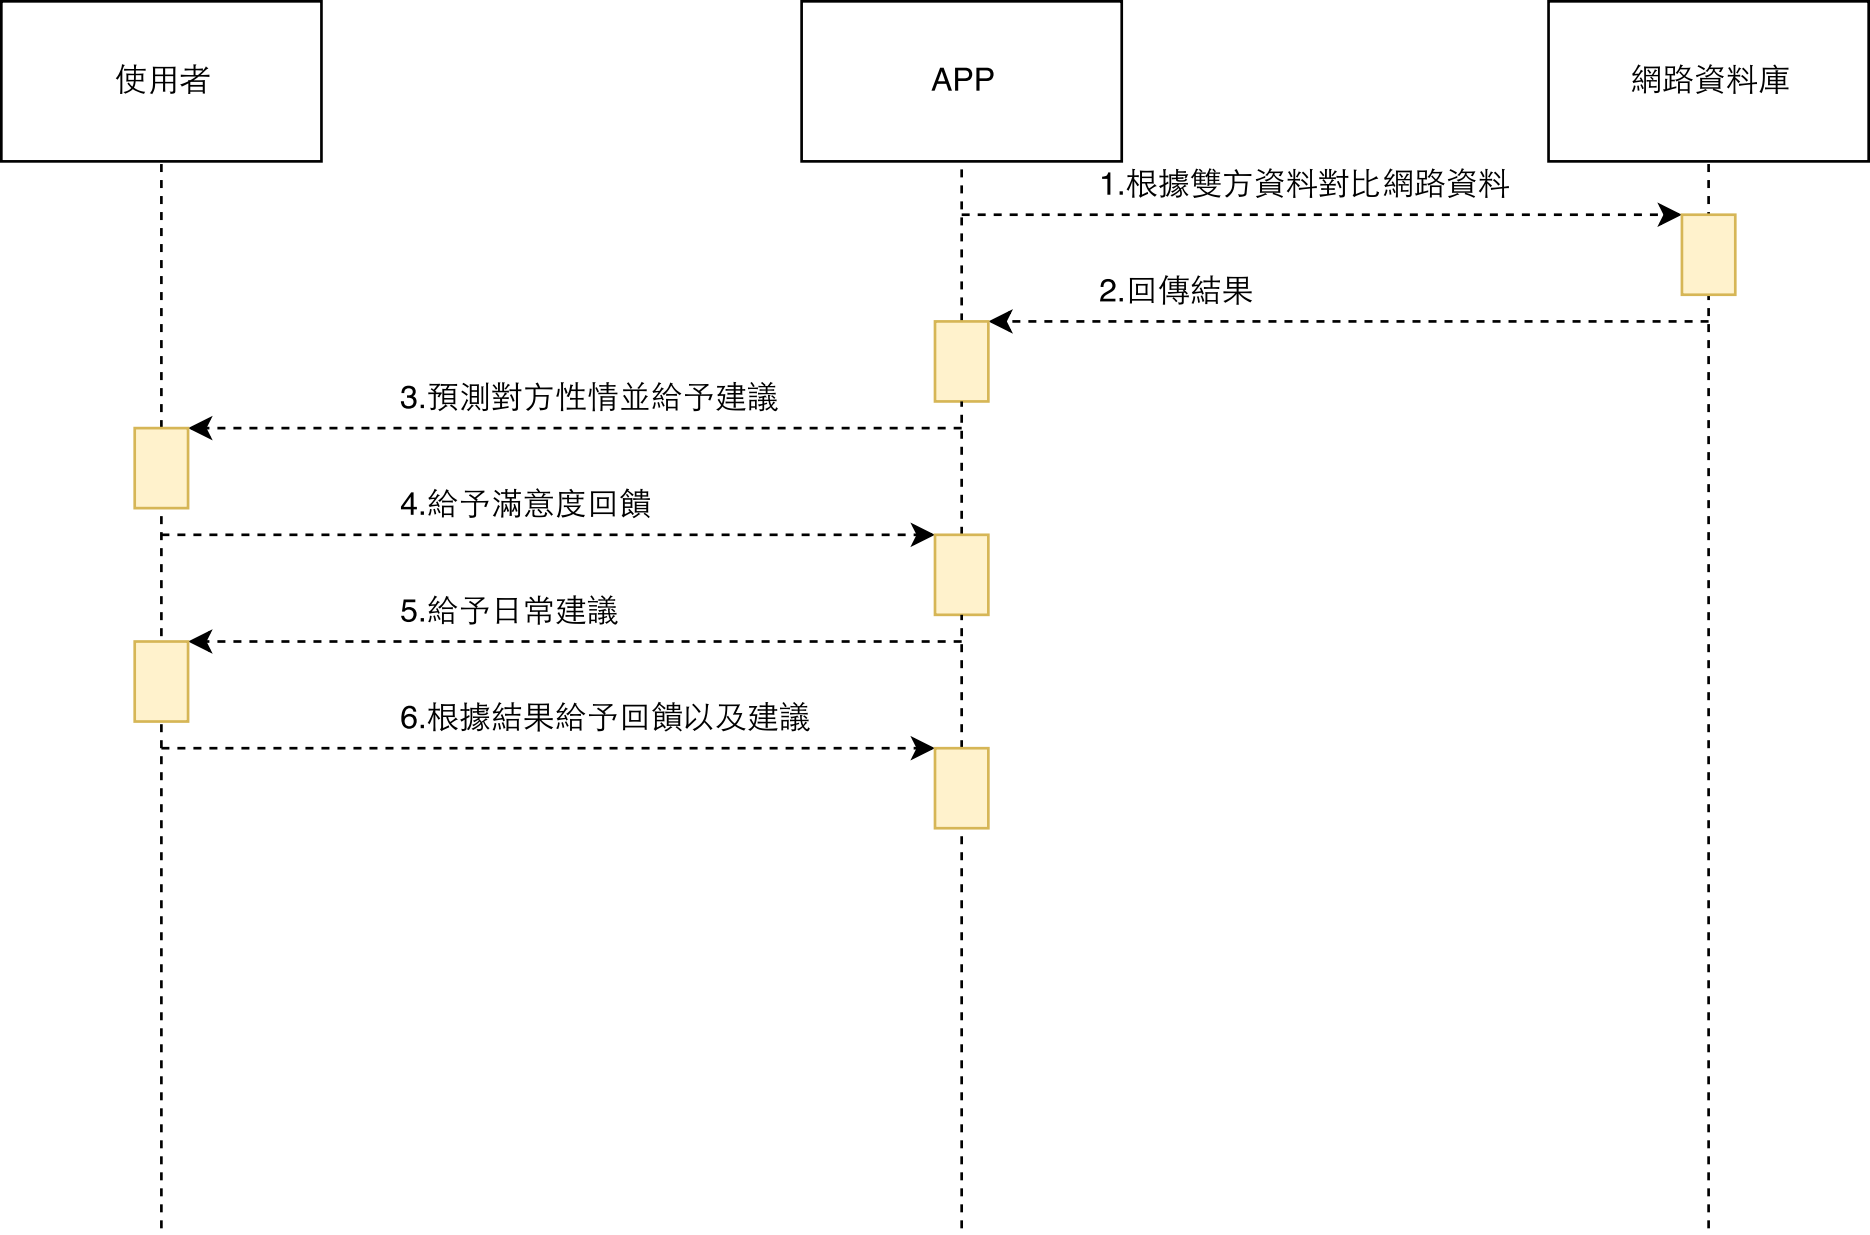 使用者
APP
網路資料庫
1.根據雙方資料對比網路資料
2.回傳結果
3.預測對方性情並給予建議
4.給予滿意度回饋
5.給予日常建議
6.根據結果給予回饋以及建議